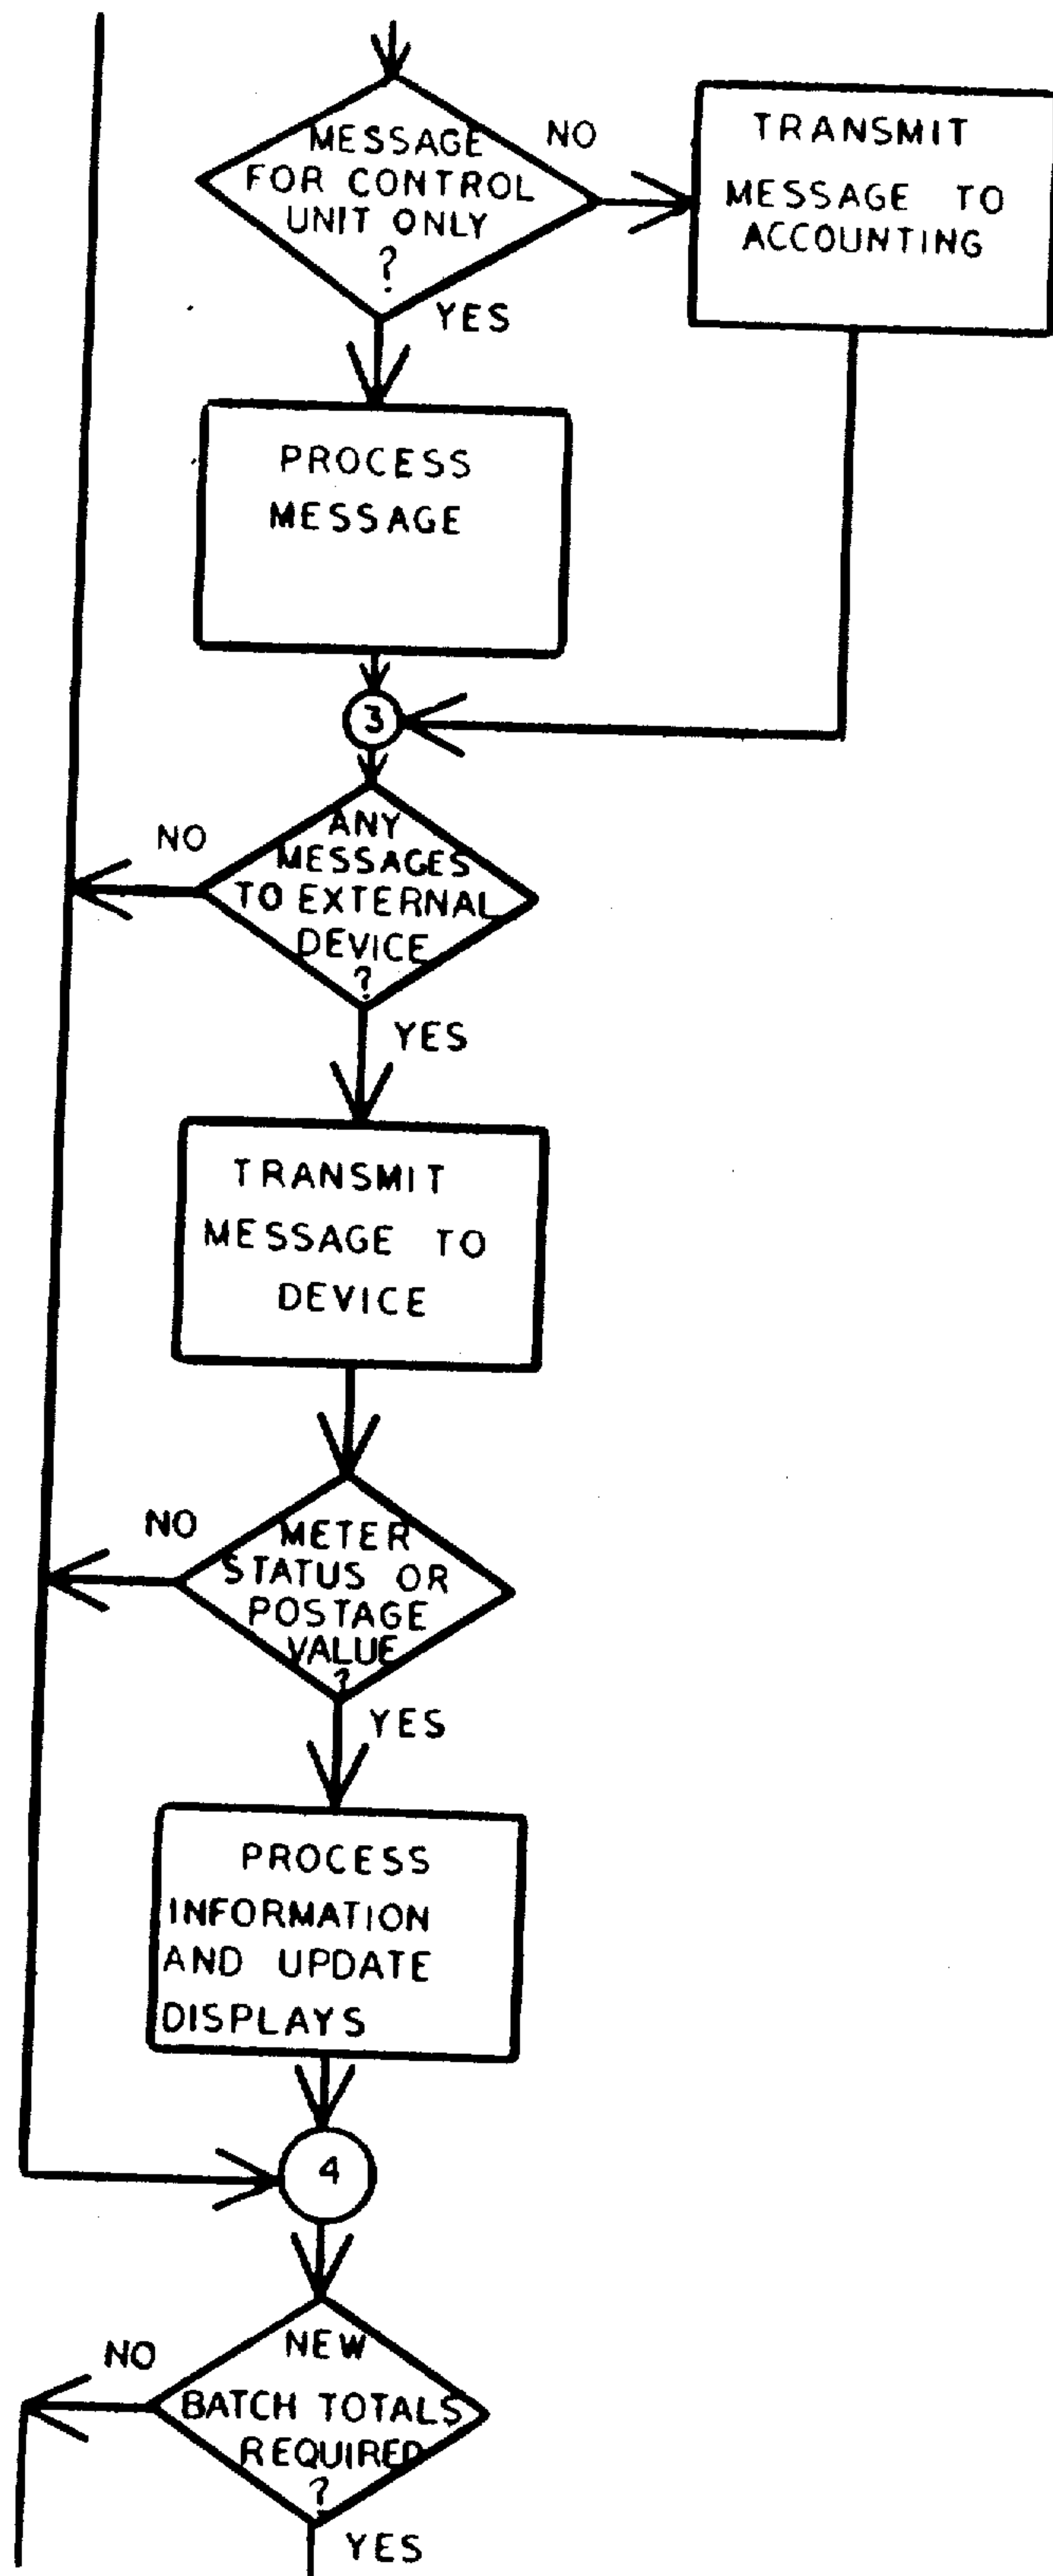 MESSAGE
FOR CONTROL
UNIT ONLY
?
NO
TRANSMIT
MESSAGE TO
ACCOUNTING
YES
PROCESS
MESSAGE
3
NO
ANY
MESSAGES
TO EXTERNAL
DEVICE
?
YES
TRANSMIT
MESSAGE TO
DEVICE
NO
METER
STATUS OR
POSTAGE
VALUE
?
YES
PROCESS
INFORMATION
AND UPDATE
DISPLAYS
4
NO
NEW
BATCH TOTALS
REQUIRED
?
YES